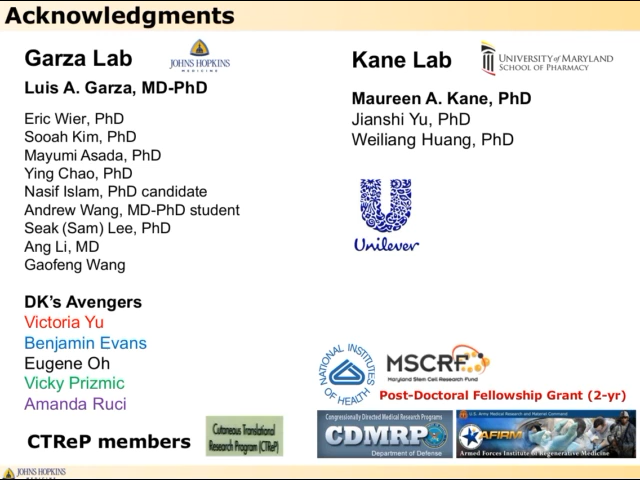 Acknowledgments
Garza Lab
JOHNS HOPKINS
MEDICINE
Luis A. Garza, MD-PhD
Eric Wier, PhD
Sooah Kim, PhD
Mayumi Asada, PhD
Ying Chao, PhD
Nasif Islam, PhD candidate
Andrew Wang, MD-PhD student
Seak (Sam) Lee, PhD
Ang Li, MD
Gaofeng Wang
DK's Avengers
Victoria Yu
Benjamin Evans
Eugene Oh
Vicky Prizmic
Amanda Ruci
CTReP members
Cutaneous Translational
Research Program (CTReP)
Kane Lab
UNIVERSITY of MARYLAND
SCHOOL OF PHARMACY
Maureen A. Kane, PhD
Jianshi Yu, PhD
Weiliang Huang, PhD
Unilever
NATIONAL INSTITUTES
OF HEALTH
MSCRF
Maryland Stem Cell Research Fund
Post-Doctoral Fellowship Grant (2-yr)
Congressionally Directed Medical Research Programs
CDMRP
Department of Defense
U.S. Army Medical Research and Materiel Command
AFIRM
Armed Forces Institute of Regenerative Medicine
JOHNS HOPKINS